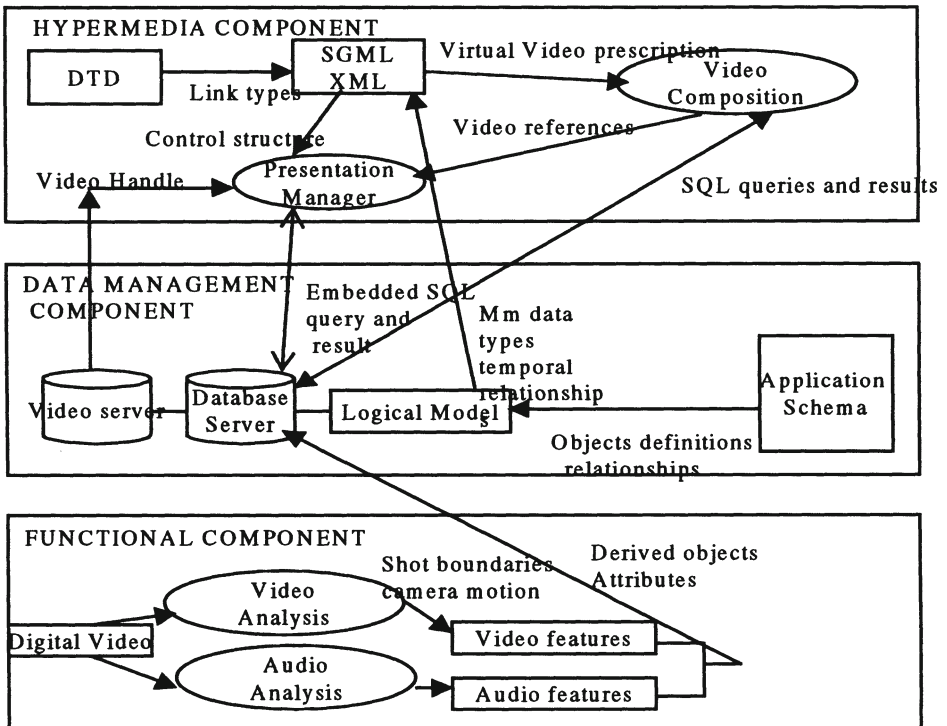 HYPERMEDIA COMPONENT
DTD
SGML
XML
Link types
Virtual Video prescription
Video
Composition
Control structure
Video references
Presentation
Manager
Video Handle
SQL queries and results
DATA MANAGEMENT
COMPONENT
Embedded SQL
query and
result
Mm data
types
temporal
relationship
Application
Schema
Video server
Database
Server
Logical Model
s
Objects definitions
relationships
FUNCTIONAL COMPONENT
Shot boundaries
camera motion
Derived objects
Attributes
Video
Analysis
Digital Video
Video features
Audio
Analysis
Audio features